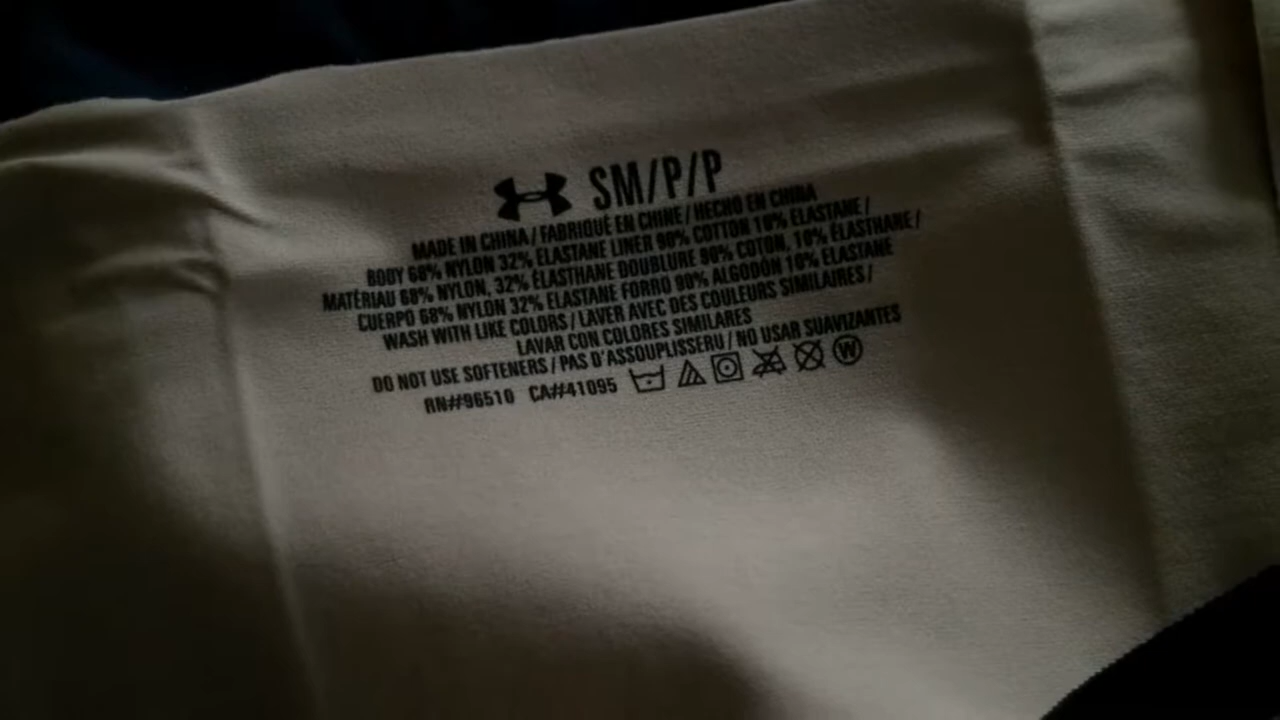 SM/P/P
MADE IN CHINA / FABRIQUÉ EN CHINE / HECHO EN CHINA
BODY 68% NYLON 32% ELASTANE LINER 90% COTTON 10% ELASTANE /
MATÉRIAU 68% NYLON, 32% ÉLASTHANE DOUBLURE 90% COTON, 10% ÉLASTHANE /
CUERPO 68% NYLON 32% ELASTANE FORRO 90% ALGODÓN 10% ELASTANE
WASH WITH LIKE COLORS / LAVER AVEC DES COULEURS SIMILAIRES /
LAVAR CON COLORES SIMILARES
DO NOT USE SOFTENERS / PAS D'ASSOUPLISSERU / NO USAR SUAVIZANTES
RN#96510 CA#41095 W